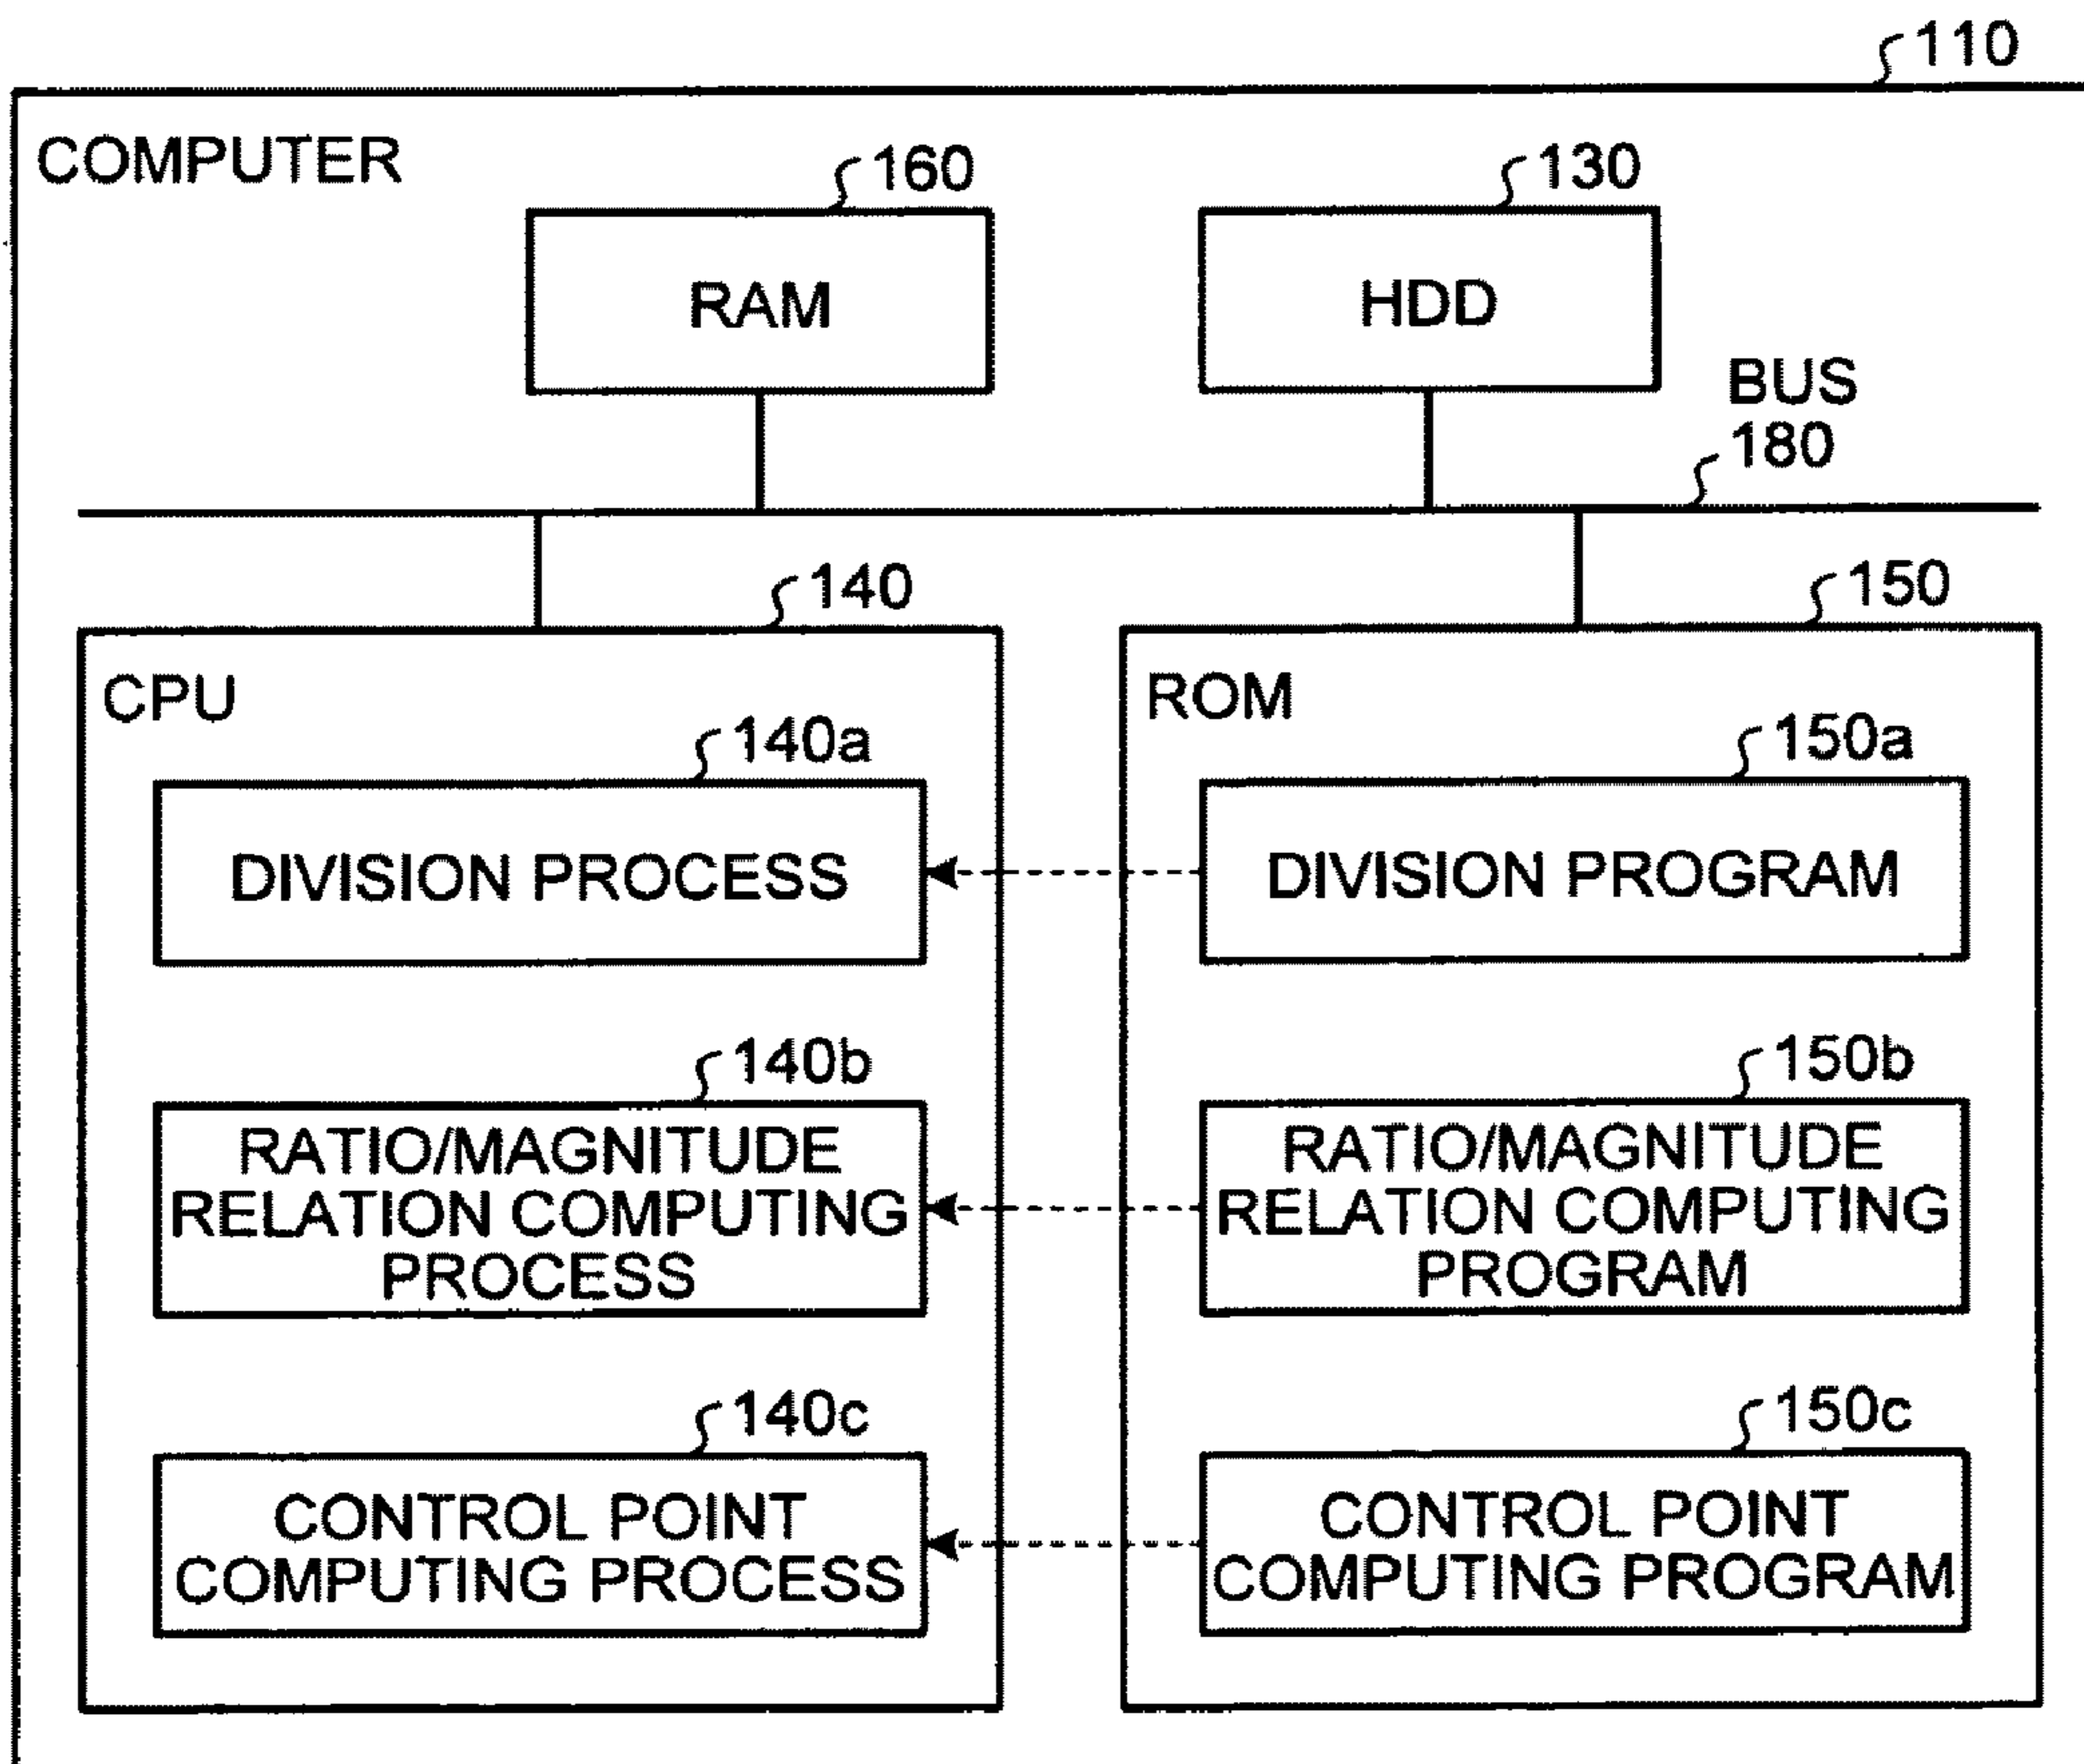 110
COMPUTER
160
130
RAM
HDD
BUS
180
140
150
CPU
ROM
140a
150a
DIVISION PROCESS
DIVISION PROGRAM
140b
150b
RATIO/MAGNITUDE
RELATION COMPUTING
PROCESS
RATIO/MAGNITUDE
RELATION COMPUTING
PROGRAM
140c
150c
CONTROL POINT
COMPUTING PROCESS
CONTROL POINT
COMPUTING PROGRAM